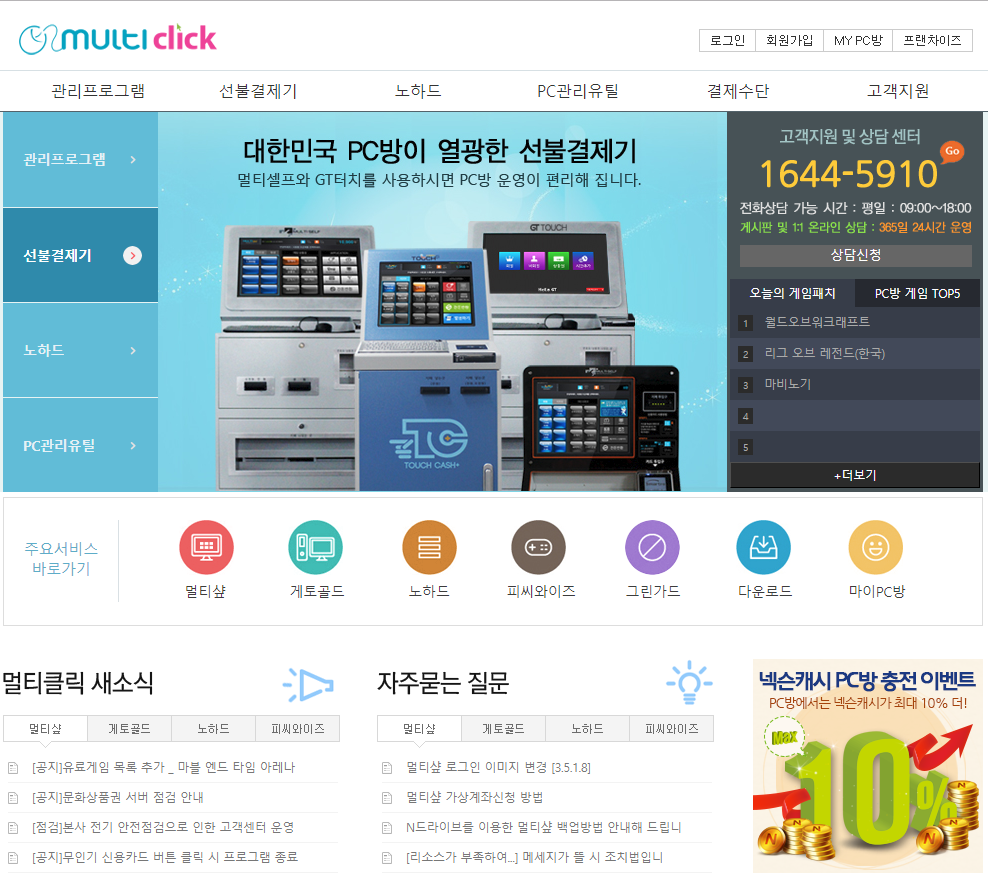 multi click
로그인 회원가입 MY PC방 프랜차이즈
관리프로그램 선불결제기 노하드 PC관리유틸 결제수단 고객지원
관리프로그램
선불결제기
노하드
PC관리유틸
대한민국 PC방이 열광한 선불결제기
멀티셀프와 GT터치를 사용하시면 PC방 운영이 편리해 집니다.
MULTI-SELF
GT TOUCH
TOUCH
Hello GT
MULTI-SELF
TC
TOUCH CASH+
고객지원 및 상담 센터
Go
1644-5910
전화상담 가능 시간 : 평일 : 09:00~18:00
게시판 및 1:1 온라인 상담 : 365일 24시간 운영
상담신청
오늘의 게임패치 PC방 게임 TOP5
1 월드오브워크래프트
2 리그 오브 레전드(한국)
3 마비노기
4
5
+더보기
주요서비스
바로가기
멀티샾 게토골드 노하드 피씨와이즈 그린가드 다운로드 마이PC방
멀티클릭 새소식
멀티샾 게토골드 노하드 피씨와이즈
[공지]유료게임 목록 추가 _ 마블 엔드 타임 아레나
[공지]문화상품권 서버 점검 안내
[점검]본사 전기 안전점검으로 인한 고객센터 운영
[공지]무인기 신용카드 버튼 클릭 시 프로그램 종료
자주묻는 질문
멀티샾 게토골드 노하드 피씨와이즈
멀티샾 로그인 이미지 변경 [3.5.1.8]
멀티샾 가상계좌신청 방법
N드라이브를 이용한 멀티샾 백업방법 안내해 드립니
[리소스가 부족하여...] 메세지가 뜰 시 조치법입니
넥슨캐시 PC방 충전 이벤트
PC방에서는 넥슨캐시가 최대 10% 더!
Max
10%